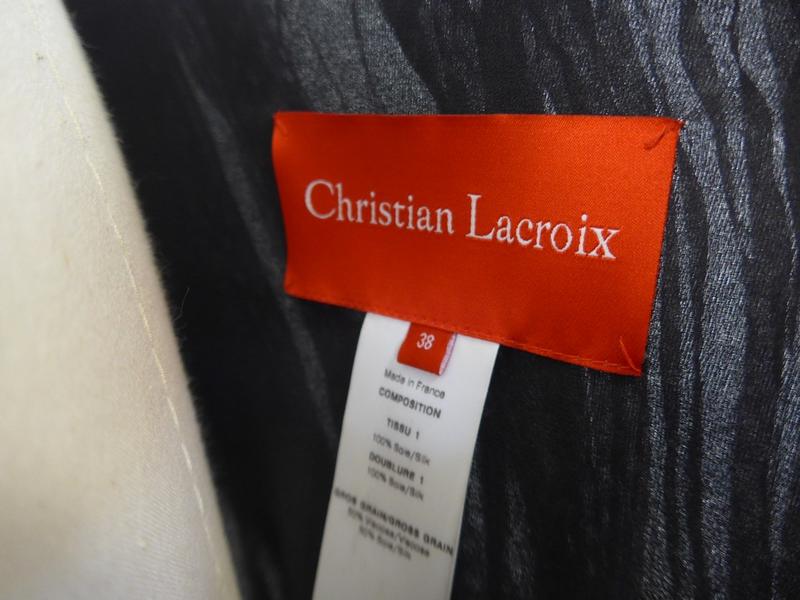 Christian Lacroix
38
Made in France
COMPOSITION
TISSU 1
100% Soie/Silk
DOUBLURE 1
100% Soie/Silk
GROS GRAIN/GROSS GRAIN
50% Viscose/Viscose
50% Soie/Silk